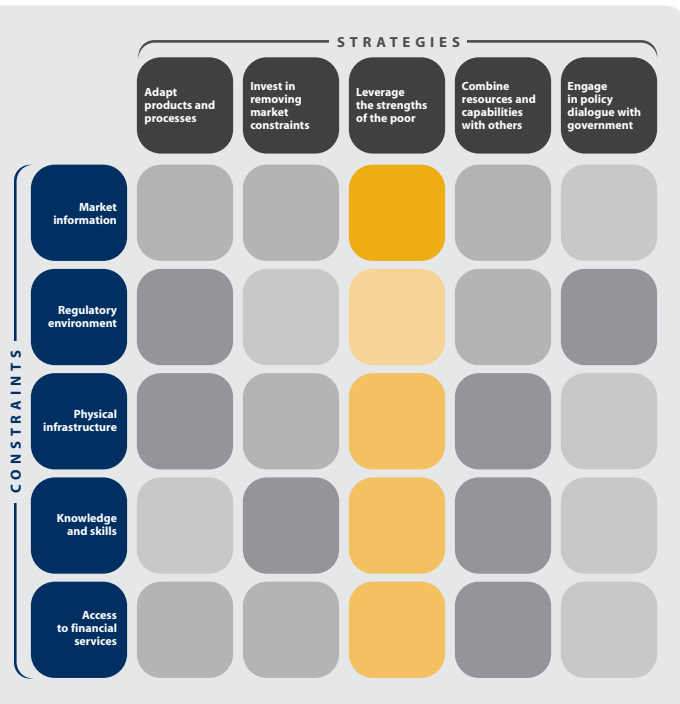 STRATEGIES
Adapt
products and
processes
Invest in
removing
market
constraints
Leverage
the strengths
of the poor
Combine
resources and
capabilities
with others
Engage
in policy
dialogue with
government
CONSTRAINTS
Market
information
Regulatory
environment
Physical
infrastructure
Knowledge
and skills
Access
to financial
services